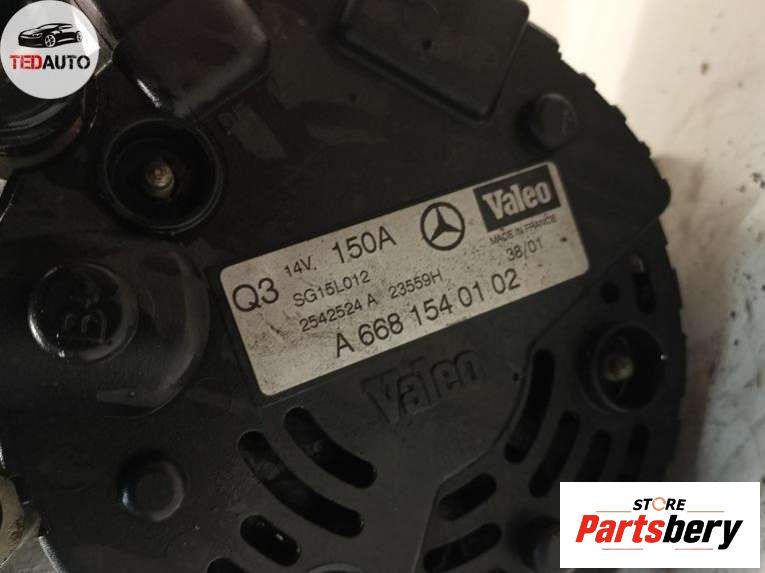 TEDAUTO
Valeo
MADE IN FRANCE
Q3 14V. 150A 38/01
SG15L012
2542524 A 23559H
A 668 154 01 02
Valeo
B+
STORE
Partsbery